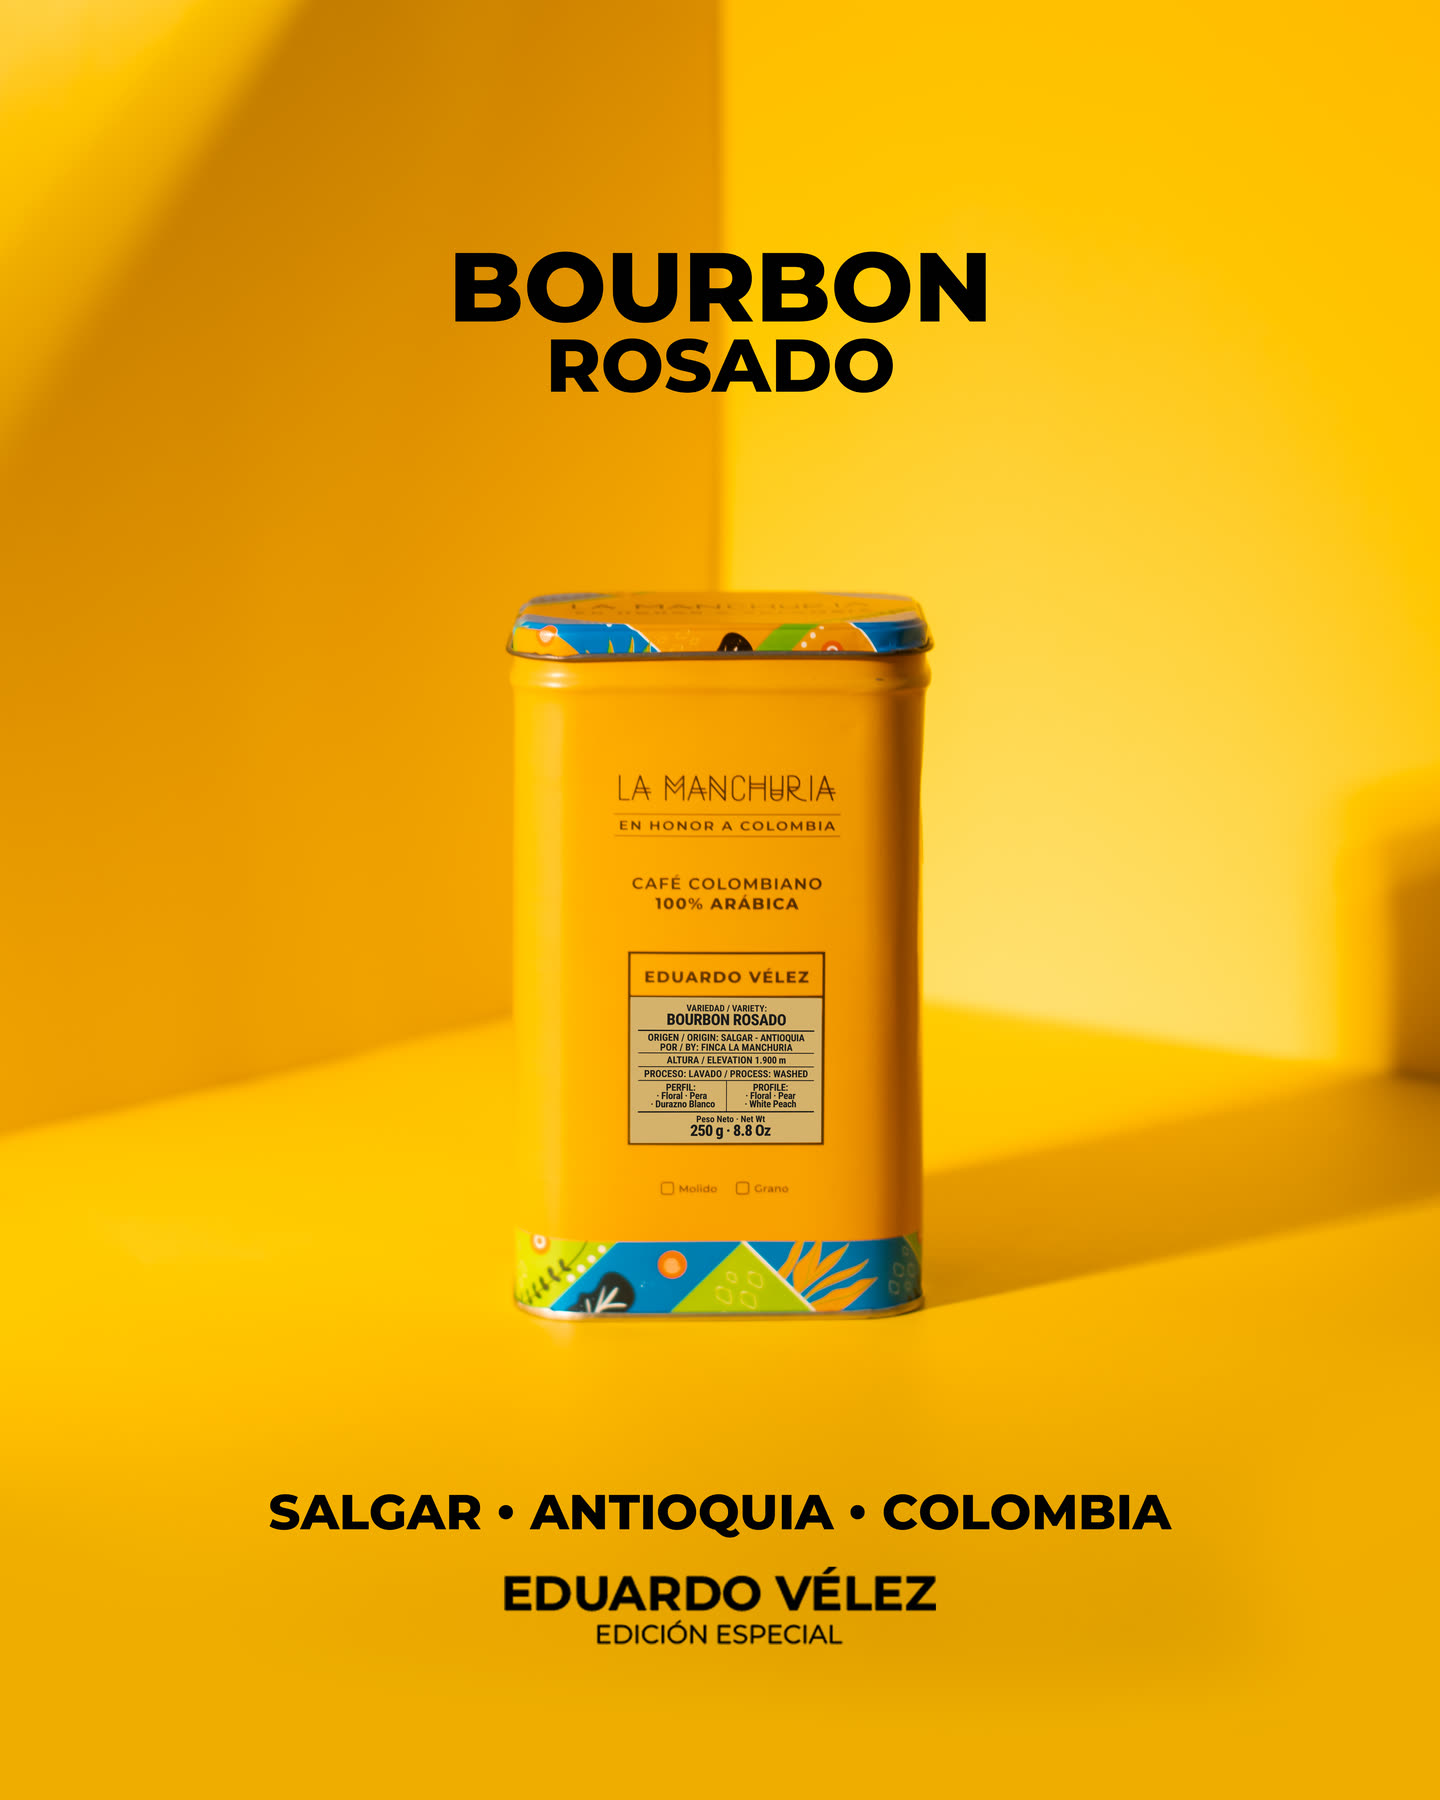 BOURBON
ROSADO
LA MANCHURIA
LA MANCHURIA
EN HONOR A COLOMBIA
CAFÉ COLOMBIANO
100% ARÁBICA
EDUARDO VÉLEZ
VARIEDAD / VARIETY:
BOURBON ROSADO
ORIGEN / ORIGIN: SALGAR - ANTIOQUIA
POR / BY: FINCA LA MANCHURIA
ALTURA / ELEVATION 1.900 m
PROCESO: LAVADO / PROCESS: WASHED
PERFIL:
· Floral · Pera
· Durazno Blanco
PROFILE:
· Floral · Pear
· White Peach
Peso Neto · Net Wt
250 g · 8.8 Oz
Molido Grano
SALGAR • ANTIOQUIA • COLOMBIA
EDUARDO VÉLEZ
EDICIÓN ESPECIAL